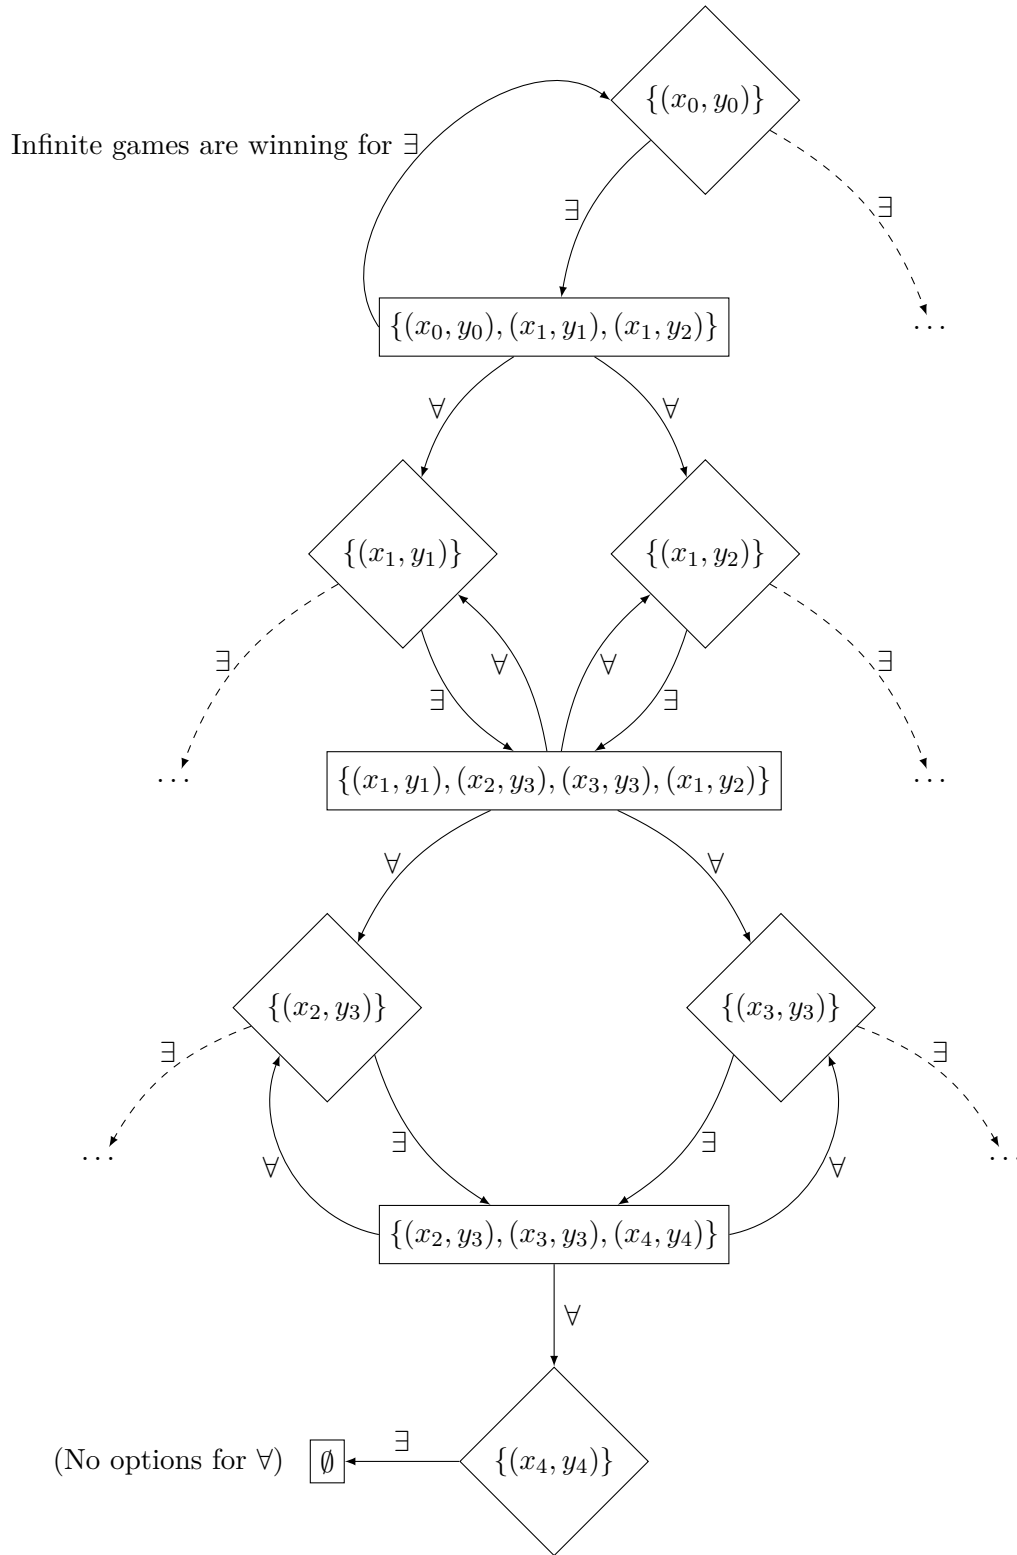 {(x₀, y₀)}
Infinite games are winning for ∃
∃
∃
{(x₀, y₀), (x₁, y₁), (x₁, y₂)}
...
∀
∀
{(x₁, y₁)}
{(x₁, y₂)}
∃
∀
∀
∃
∃
∃
...
{(x₁, y₁), (x₂, y₃), (x₃, y₃), (x₁, y₂)}
...
∀
∀
{(x₂, y₃)}
{(x₃, y₃)}
∃
∃
∃
∃
...
∀
∀
...
{(x₂, y₃), (x₃, y₃), (x₄, y₄)}
∀
∃
(No options for ∀)
∅
{(x₄, y₄)}